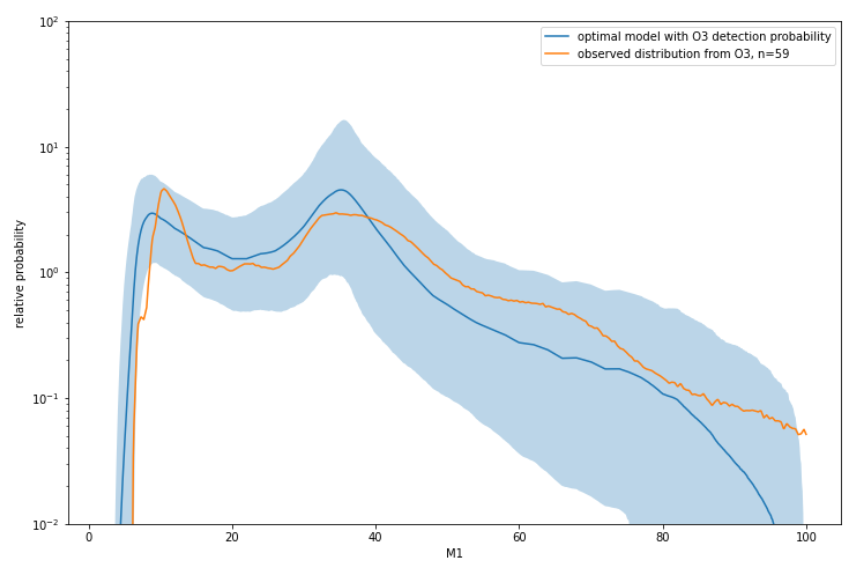 10²
optimal model with O3 detection probability
observed distribution from O3, n=59
10¹
10⁰
10⁻¹
10⁻²
relative probability
0 20 40 60 80 100
M1